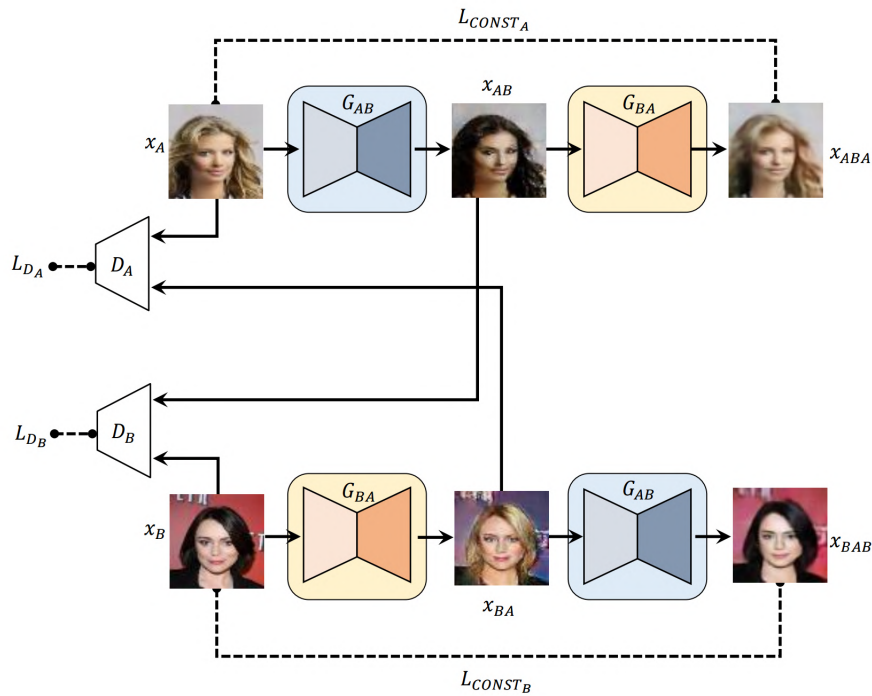 L_{CONST_A}
x_A
G_{AB}
x_{AB}
G_{BA}
x_{ABA}
L_{D_A}
D_A
L_{D_B}
D_B
x_B
G_{BA}
x_{BA}
G_{AB}
x_{BAB}
L_{CONST_B}